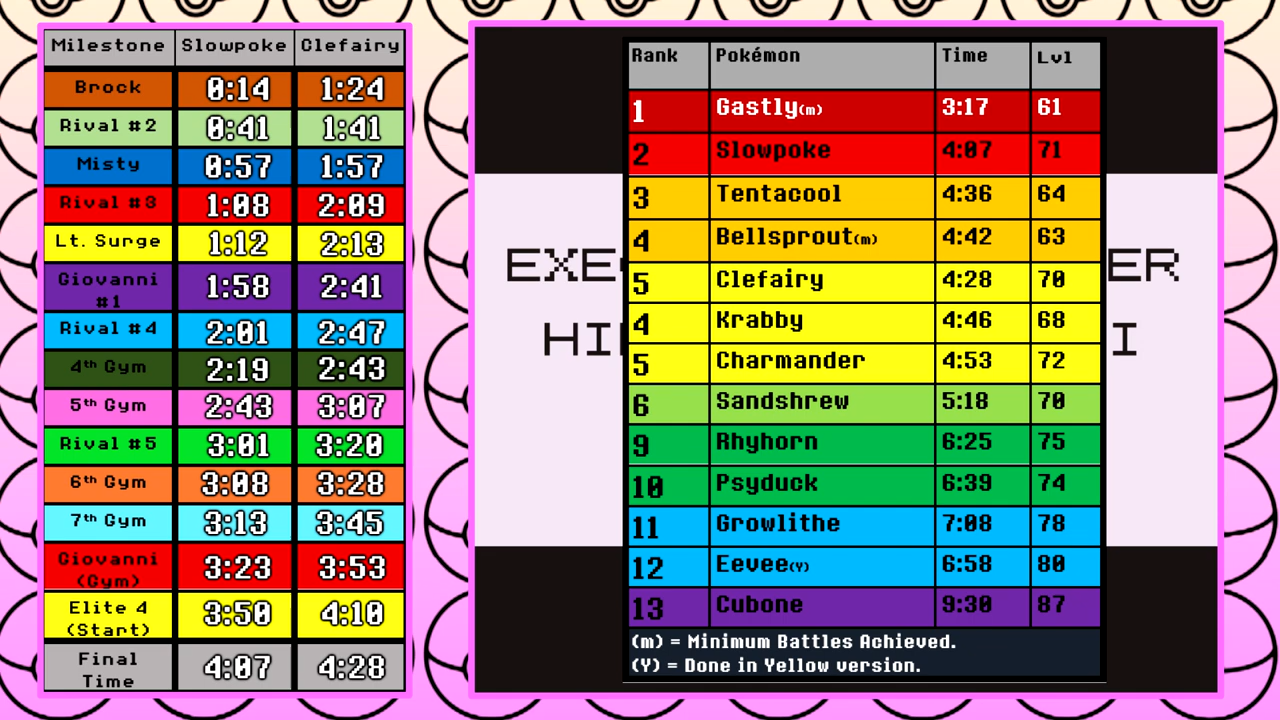 Milestone Slowpoke Clefairy
Brock 0:14 1:24
Rival #2 0:41 1:41
Misty 0:57 1:57
Rival #3 1:08 2:09
Lt. Surge 1:12 2:13
Giovanni
#1 1:58 2:41
Rival #4 2:01 2:47
4th Gym 2:19 2:43
5th Gym 2:43 3:07
Rival #5 3:01 3:20
6th Gym 3:08 3:28
7th Gym 3:13 3:45
Giovanni
(Gym) 3:23 3:53
Elite 4
(Start) 3:50 4:10
Final
Time 4:07 4:28
Rank Pokémon Time Lvl
1 Gastly(m) 3:17 61
2 Slowpoke 4:07 71
3 Tentacool 4:36 64
4 Bellsprout(m) 4:42 63
5 Clefairy 4:28 70
4 Krabby 4:46 68
5 Charmander 4:53 72
6 Sandshrew 5:18 70
9 Rhyhorn 6:25 75
10 Psyduck 6:39 74
11 Growlithe 7:08 78
12 Eevee(Y) 6:58 80
13 Cubone 9:30 87
(m) = Minimum Battles Achieved.
(Y) = Done in Yellow version.